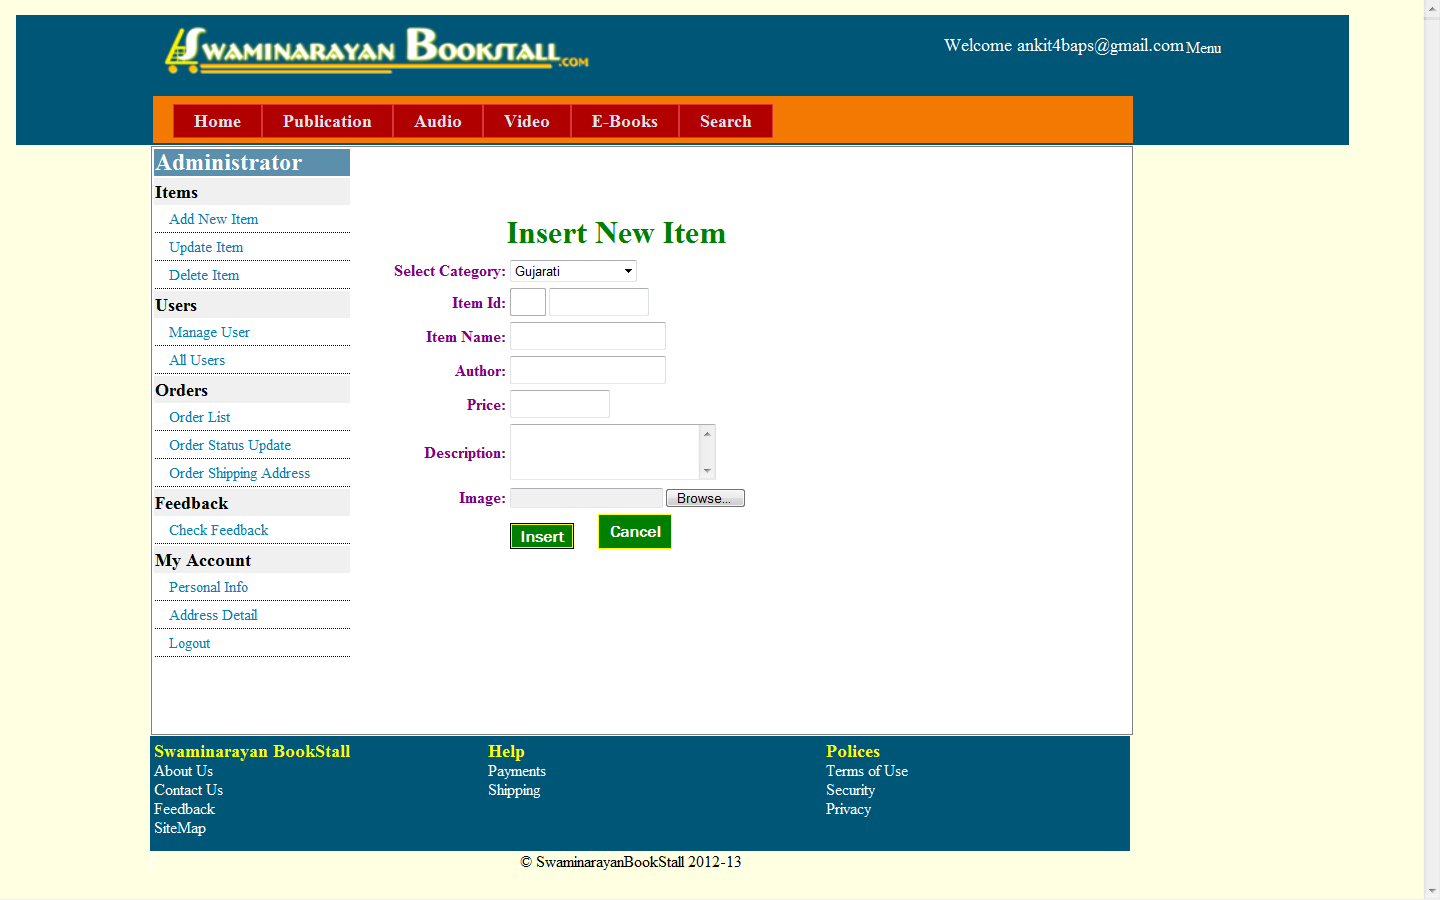 Swaminarayan Bookstall.com
Welcome ankit4baps@gmail.com Menu
Home Publication Audio Video E-Books Search
Administrator
Items
Add New Item
Update Item
Delete Item
Users
Manage User
All Users
Orders
Order List
Order Status Update
Order Shipping Address
Feedback
Check Feedback
My Account
Personal Info
Address Detail
Logout
Insert New Item
Select Category: Gujarati
Item Id:
Item Name:
Author:
Price:
Description:
Image: Browse...
Insert Cancel
Swaminarayan BookStall
About Us
Contact Us
Feedback
SiteMap
Help
Payments
Shipping
Polices
Terms of Use
Security
Privacy
© SwaminarayanBookStall 2012-13